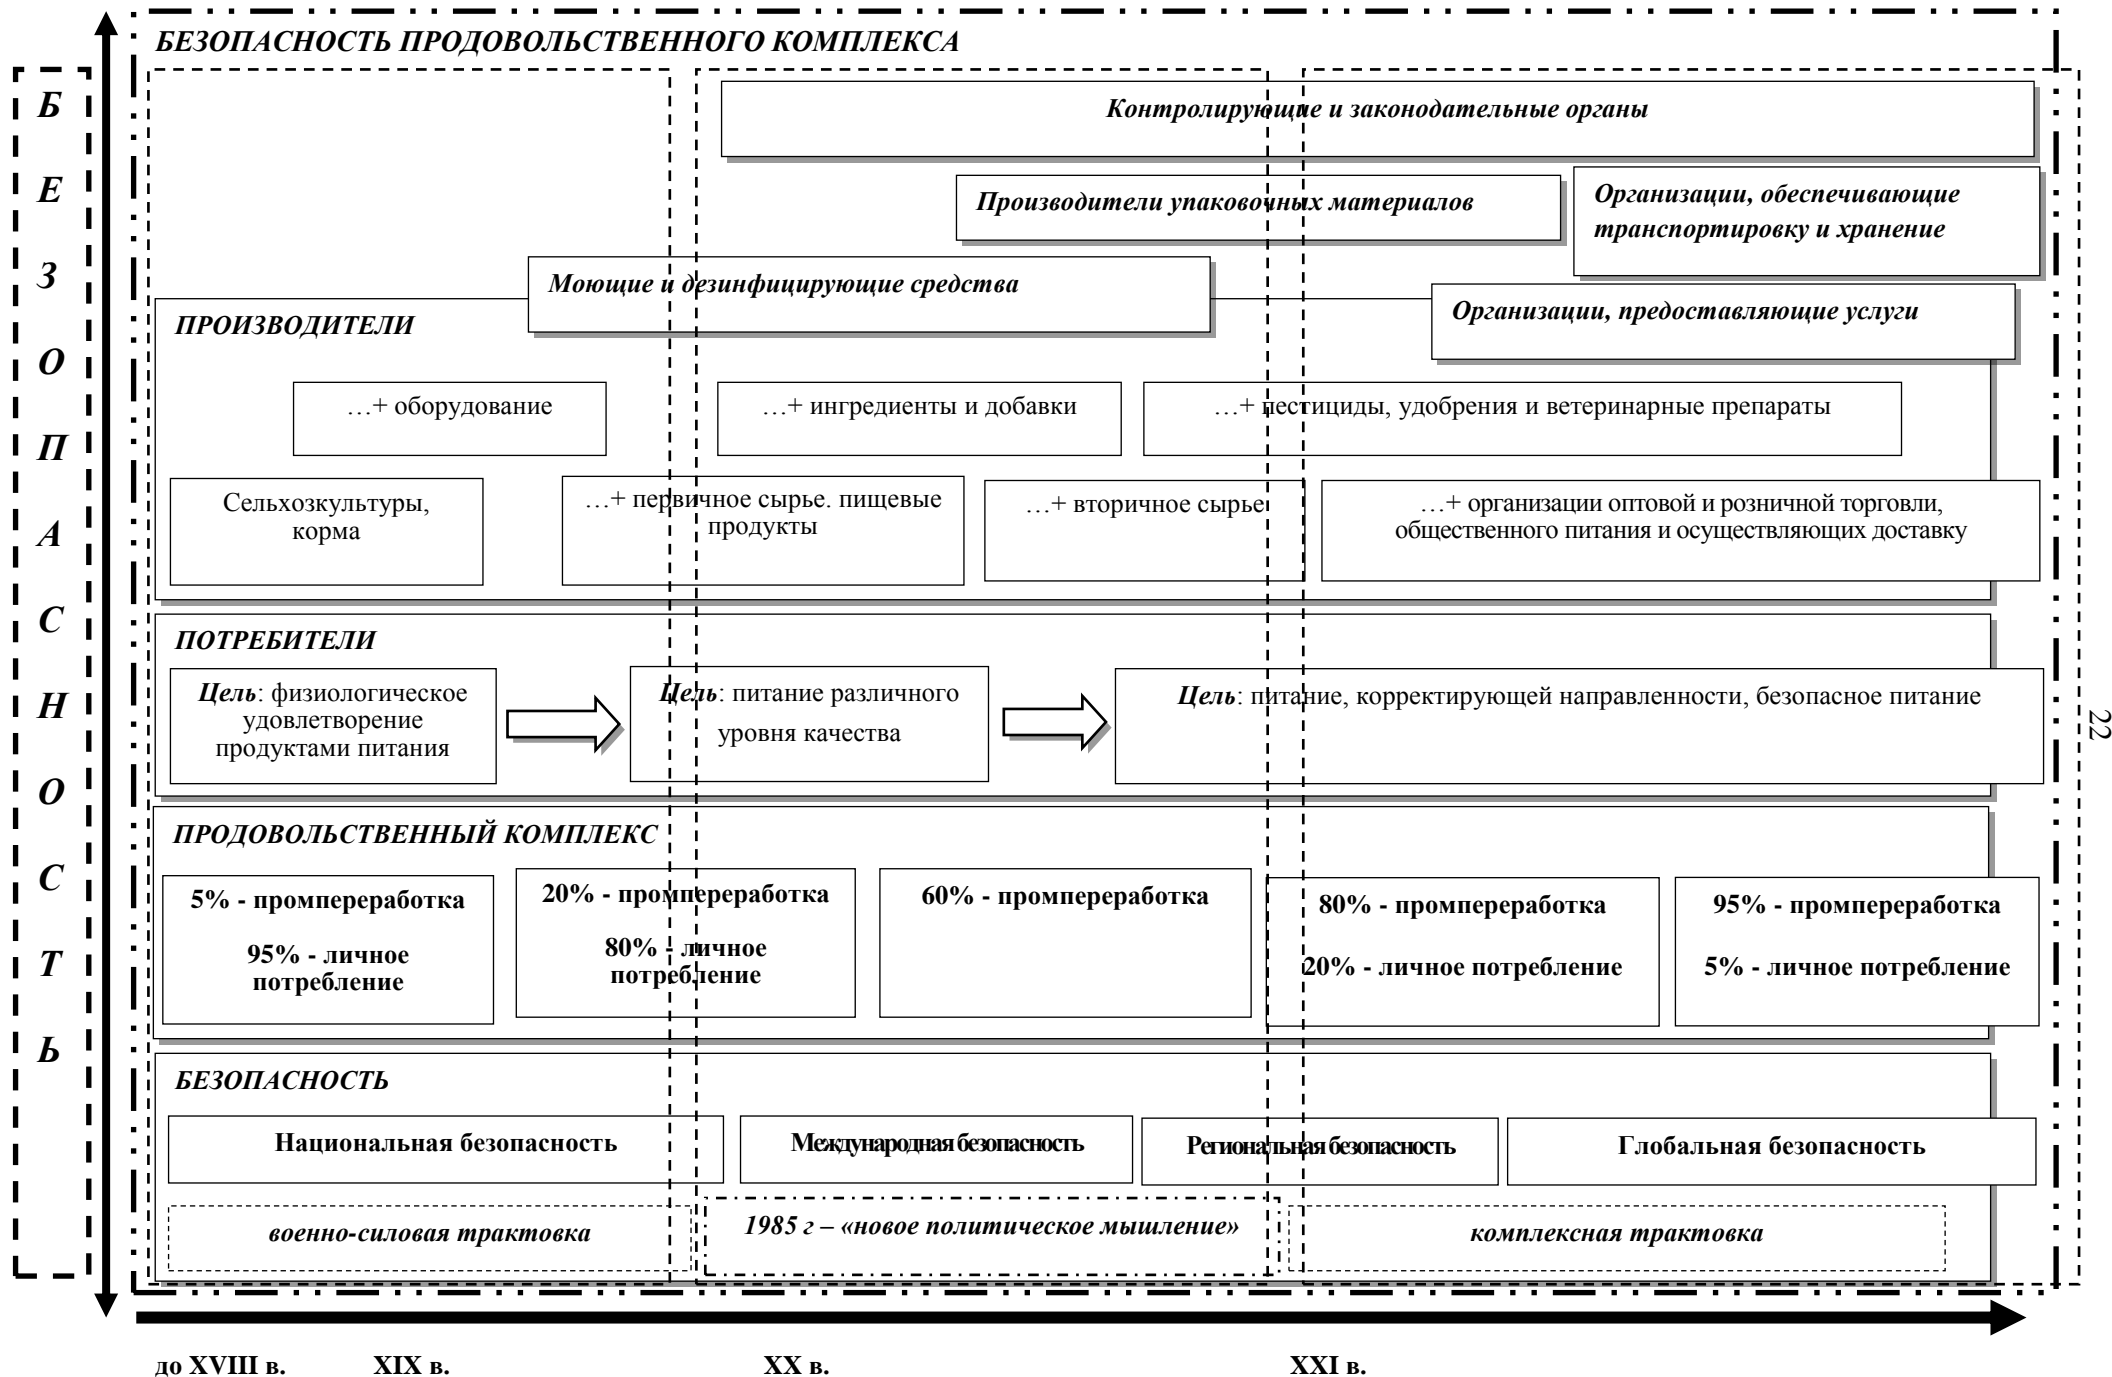 БЕЗОПАСНОСТЬ ПРОДОВОЛЬСТВЕННОГО КОМПЛЕКСА
Б
Е
З
О
П
А
С
Н
О
С
Т
Ь
Контролирующие и законодательные органы
Производители упаковочных материалов
Организации, обеспечивающие
транспортировку и хранение
Моющие и дезинфицирующие средства
Организации, предоставляющие услуги
ПРОИЗВОДИТЕЛИ
…+ оборудование
…+ ингредиенты и добавки
…+ пестициды, удобрения и ветеринарные препараты
Сельхозкультуры,
корма
…+ первичное сырье. пищевые
продукты
…+ вторичное сырье
…+ организации оптовой и розничной торговли,
общественного питания и осуществляющих доставку
ПОТРЕБИТЕЛИ
Цель: физиологическое
удовлетворение
продуктами питания
Цель: питание различного
уровня качества
Цель: питание, корректирующей направленности, безопасное питание
22
ПРОДОВОЛЬСТВЕННЫЙ КОМПЛЕКС
5% - промпереработка
95% - личное
потребление
20% - промпереработка
80% - личное
потребление
60% - промпереработка
80% - промпереработка
20% - личное потребление
95% - промпереработка
5% - личное потребление
БЕЗОПАСНОСТЬ
Национальная безопасность
Международная безопасность
Региональная безопасность
Глобальная безопасность
военно-силовая трактовка
1985 г – «новое политическое мышление»
комплексная трактовка
до XVIII в.
XIX в.
XX в.
XXI в.